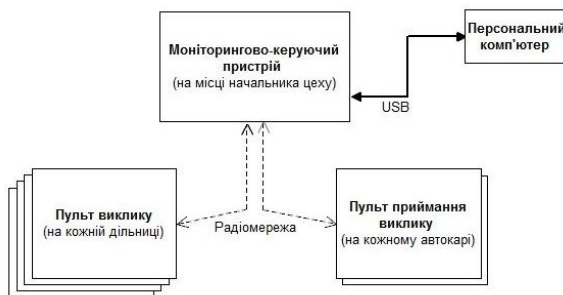 Моніторингово-керуючий
пристрій
(на місці начальника цеху)
Персональний
комп'ютер
USB
Пульт виклику
(на кожній дільниці)
Радіомережа
Пульт приймання
виклику
(на кожному автокарі)